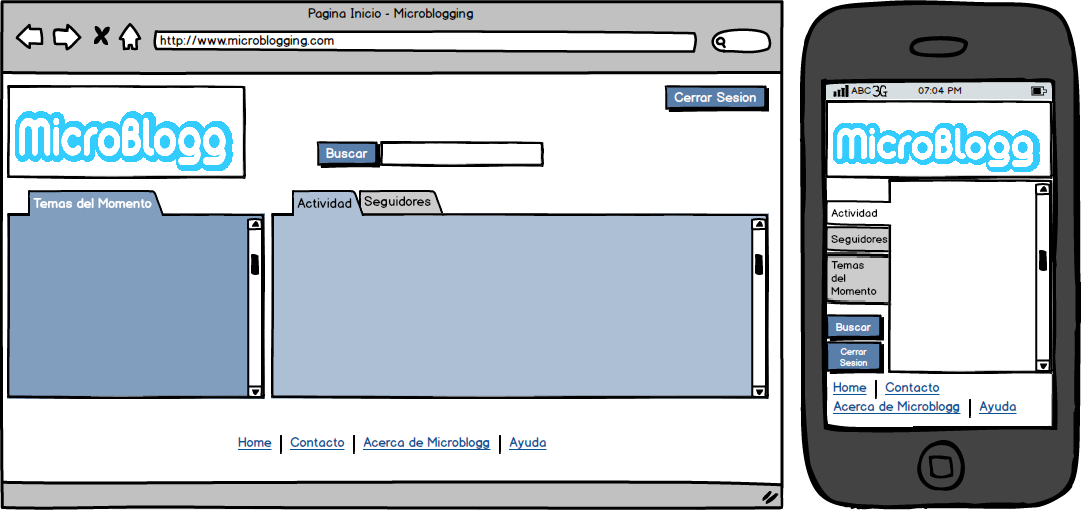 Pagina Inicio - Microblogging
http://www.microblogging.com
MicroBlogg
Cerrar Sesion
Buscar
Temas del Momento
Actividad
Seguidores
Home
Contacto
Acerca de Microblogg
Ayuda
ABC 3G 07:04 PM
MicroBlogg
Actividad
Seguidores
Temas
del
Momento
Buscar
Cerrar
Sesion
Home
Contacto
Acerca de Microblogg
Ayuda